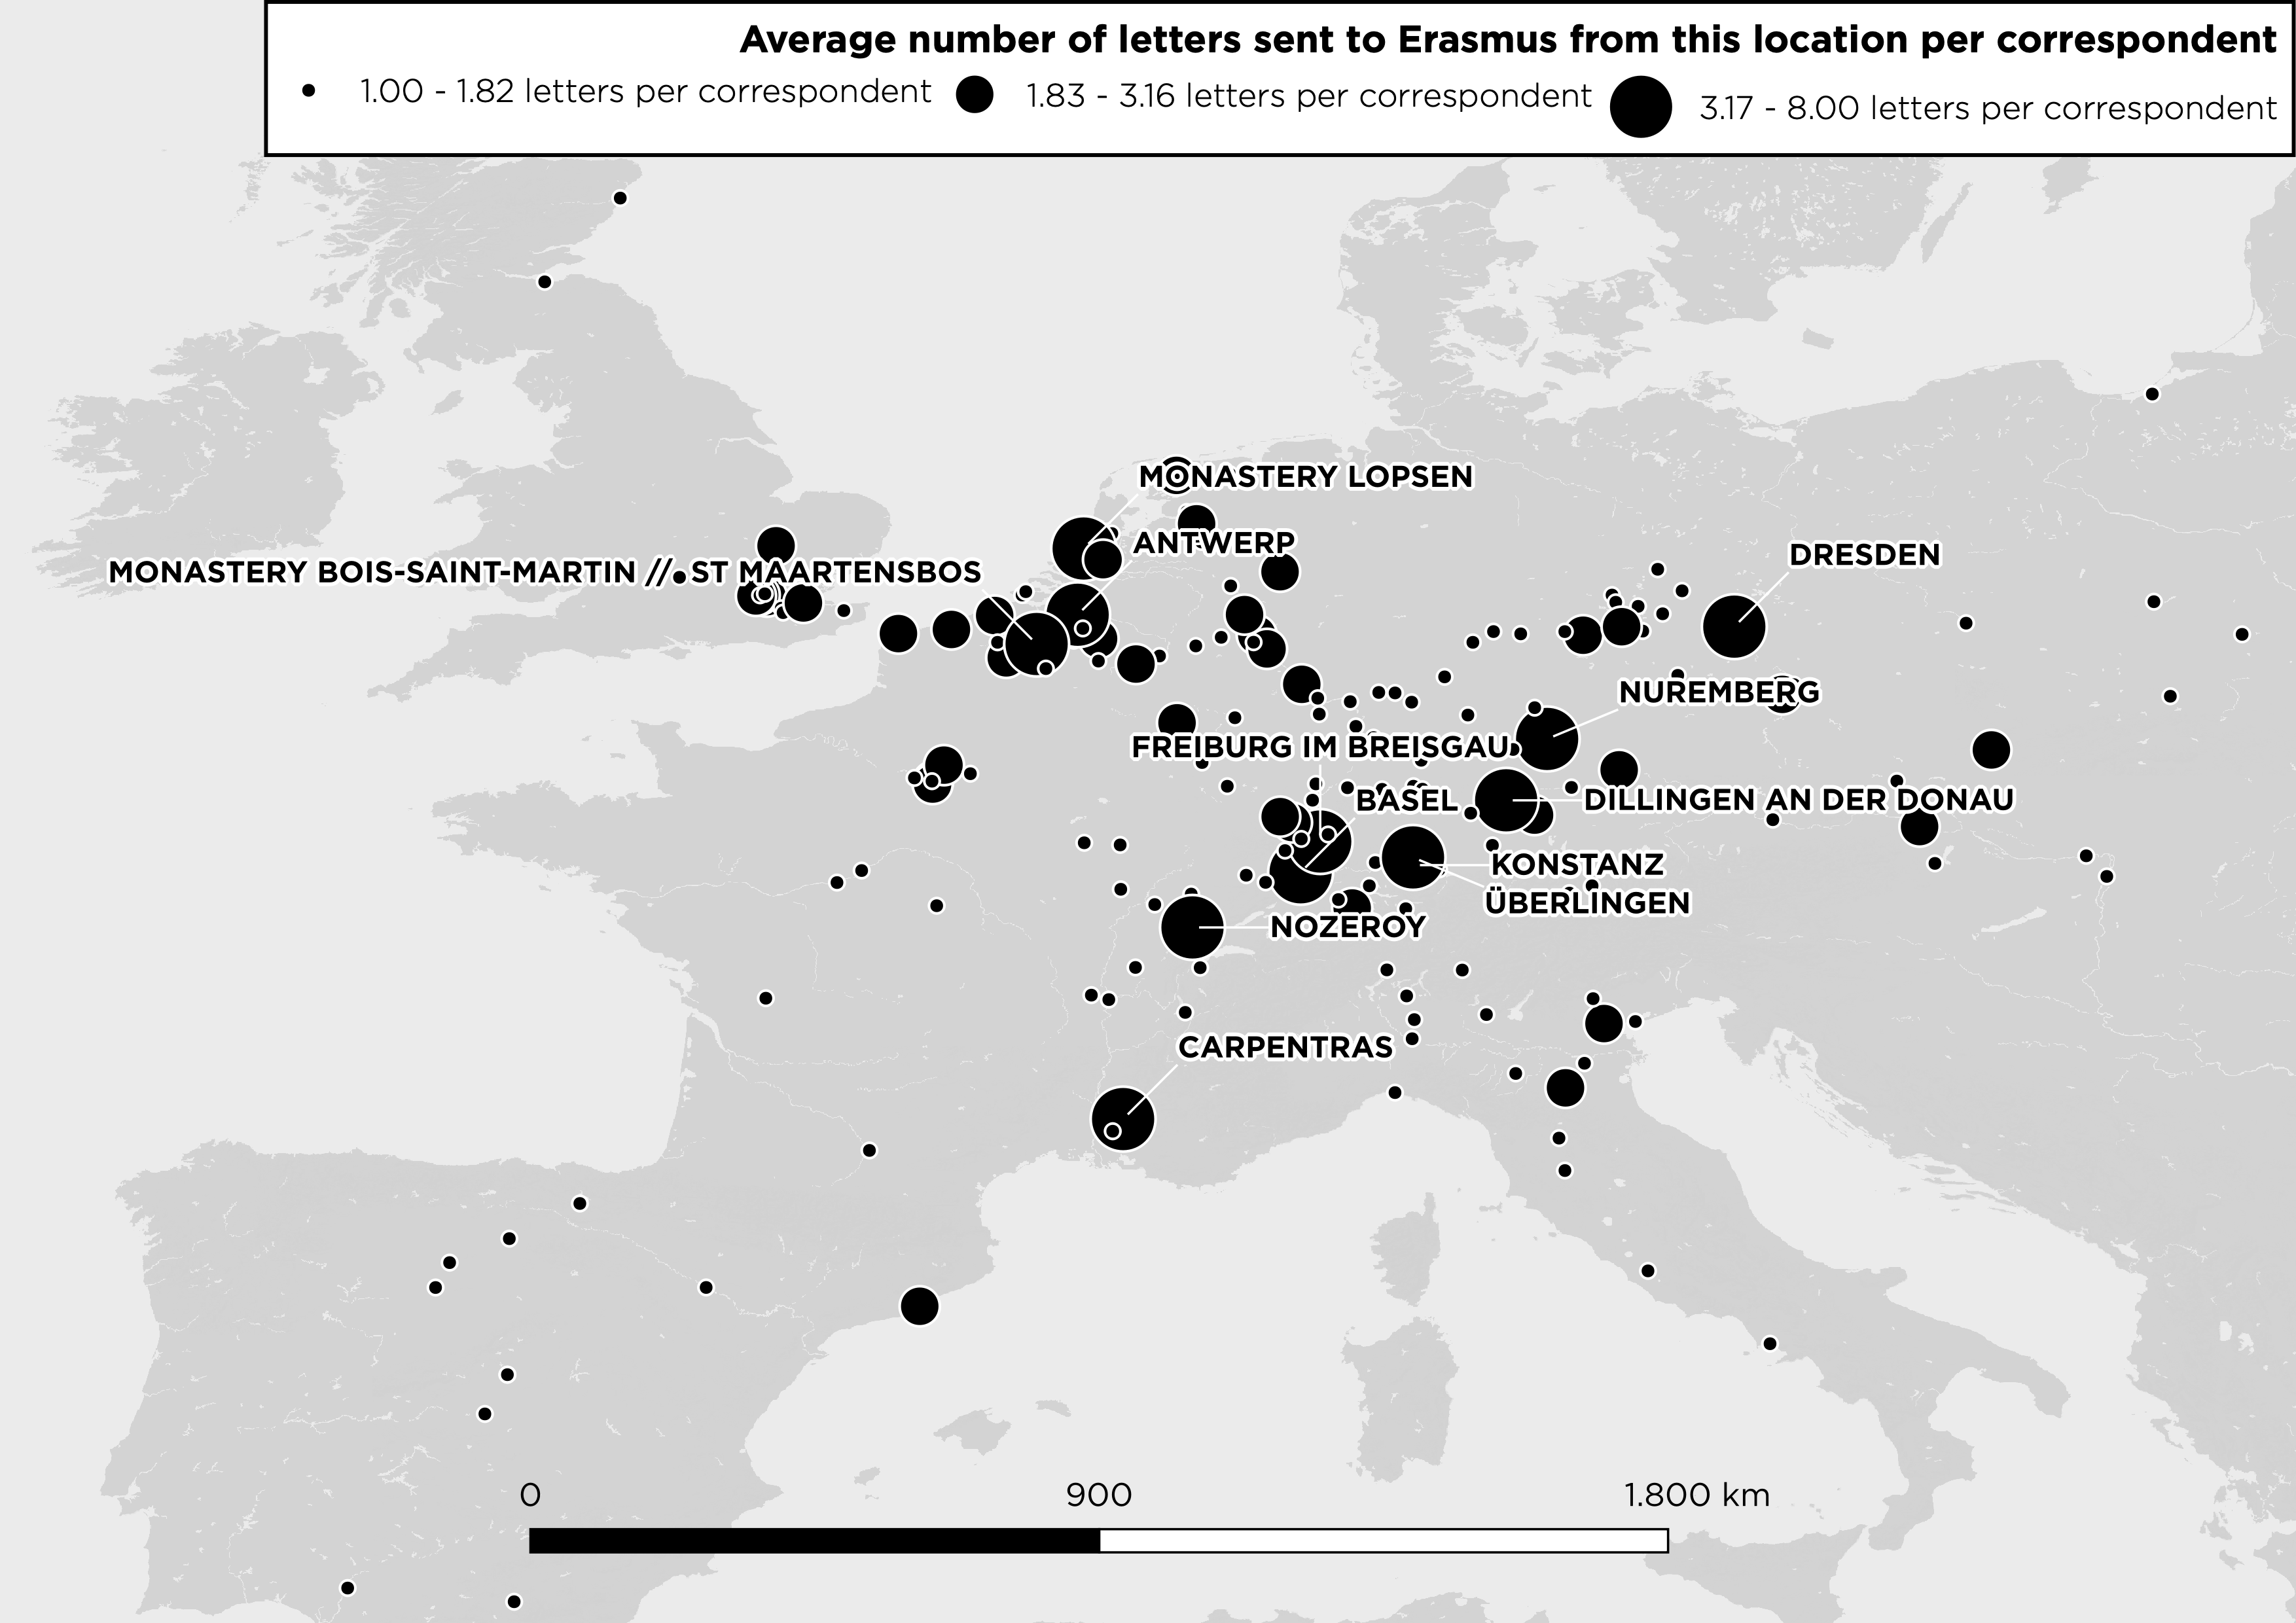 Average number of letters sent to Erasmus from this location per correspondent
1.00 - 1.82 letters per correspondent
1.83 - 3.16 letters per correspondent
3.17 - 8.00 letters per correspondent
MONASTERY LOPSEN
ANTWERP
DRESDEN
MONASTERY BOIS-SAINT-MARTIN // ST MAARTENSBOS
NUREMBERG
FREIBURG IM BREISGAU
BASEL
DILLINGEN AN DER DONAU
KONSTANZ
ÜBERLINGEN
NOZEROY
CARPENTRAS
0
900
1.800 km